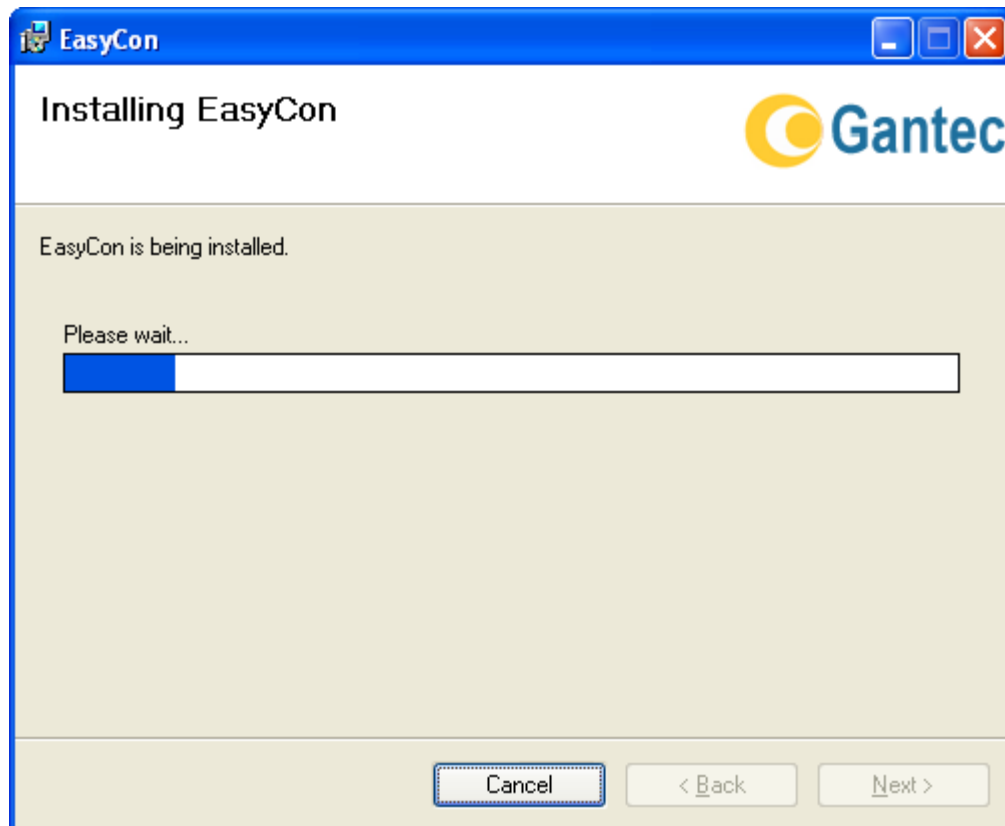 EasyCon
Installing EasyCon
Gantec
EasyCon is being installed.
Please wait...
Cancel
< Back
Next >